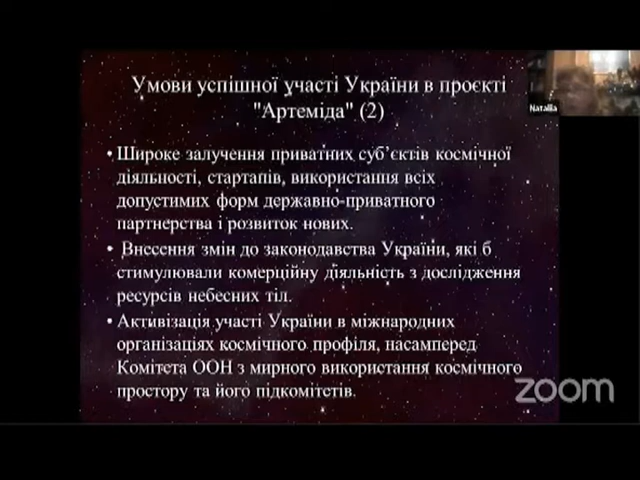 Умови успішної участі України в проєкті
"Артеміда" (2)
Natalia
• Широке залучення приватних суб’єктів космічної
діяльності, стартапів, використання всіх
допустимих форм державно-приватного
партнерства і розвиток нових.
• Внесення змін до законодавства України, які б
стимулювали комерційну діяльність з дослідження
ресурсів небесних тіл.
• Активізація участі України в міжнародних
організаціях космічного профіля, насамперед
Комітета ООН з мирного використання космічного
простору та його підкомітетів.
zoom